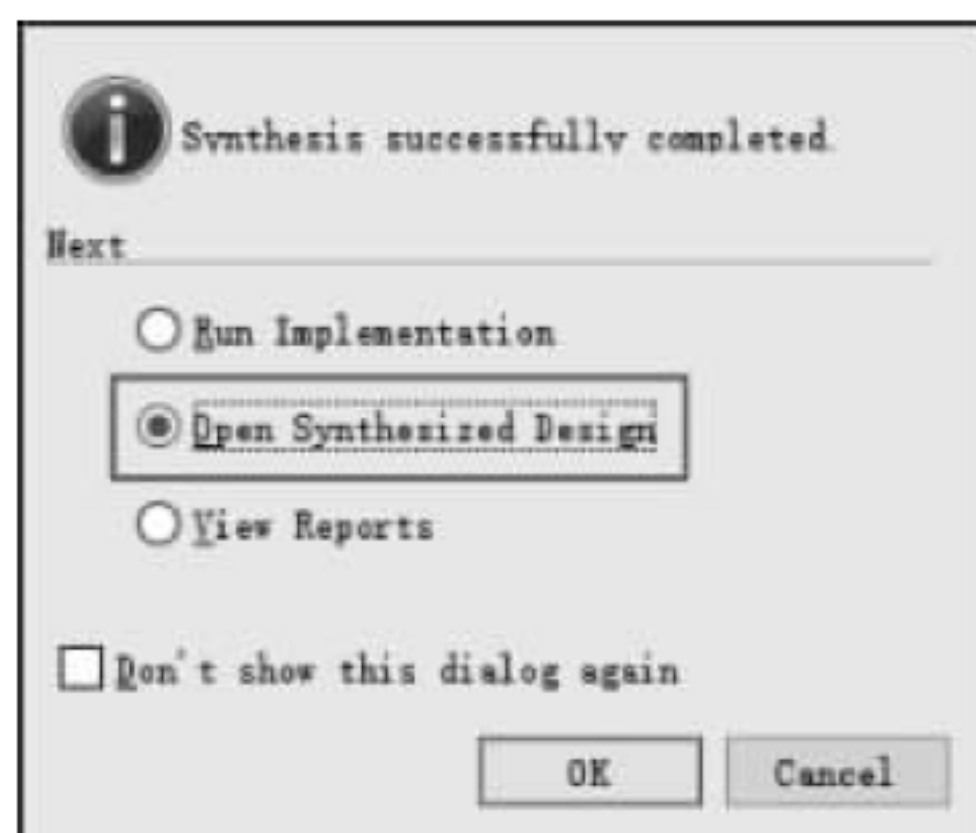 Synthesis successfully completed.
Next
Run Implementation
Open Synthesized Design
View Reports
Don't show this dialog again
OK
Cancel